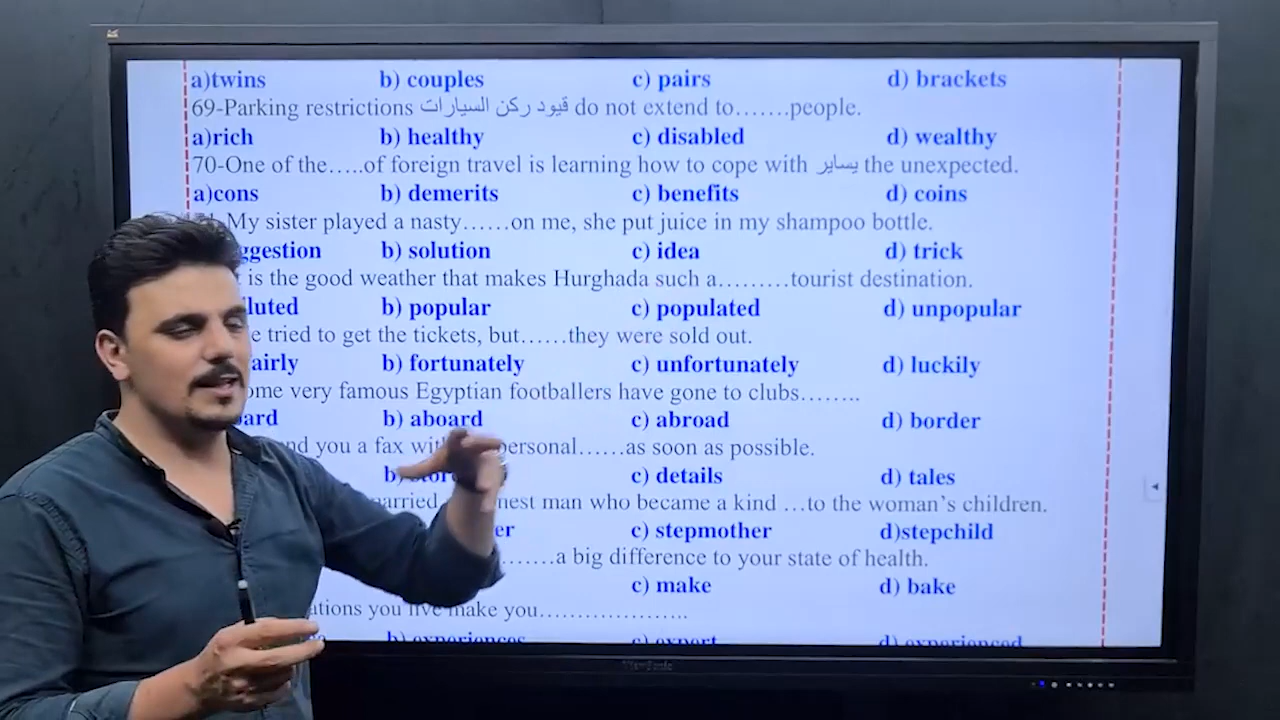 a)twins b) couples c) pairs d) brackets
69-Parking restrictions قيود ركن السيارات do not extend to.......people.
a)rich b) healthy c) disabled d) wealthy
70-One of the.....of foreign travel is learning how to cope with يساير the unexpected.
a)cons b) demerits c) benefits d) coins
My sister played a nasty......on me, she put juice in my shampoo bottle.
b) solution c) idea d) trick
is the good weather that makes Hurghada such a.........tourist destination.
b) popular c) populated d) unpopular
tried to get the tickets, but......they were sold out.
b) fortunately c) unfortunately d) luckily
very famous Egyptian footballers have gone to clubs........
b) aboard c) abroad d) border
you a fax personal......as soon as possible.
c) details d) tales
man who became a kind ...to the woman's children.
c) stepmother d)stepchild
.......a big difference to your state of health.
c) make d) bake
you live make you....................
b) experiences c) expert d) experienced
ViewSonic